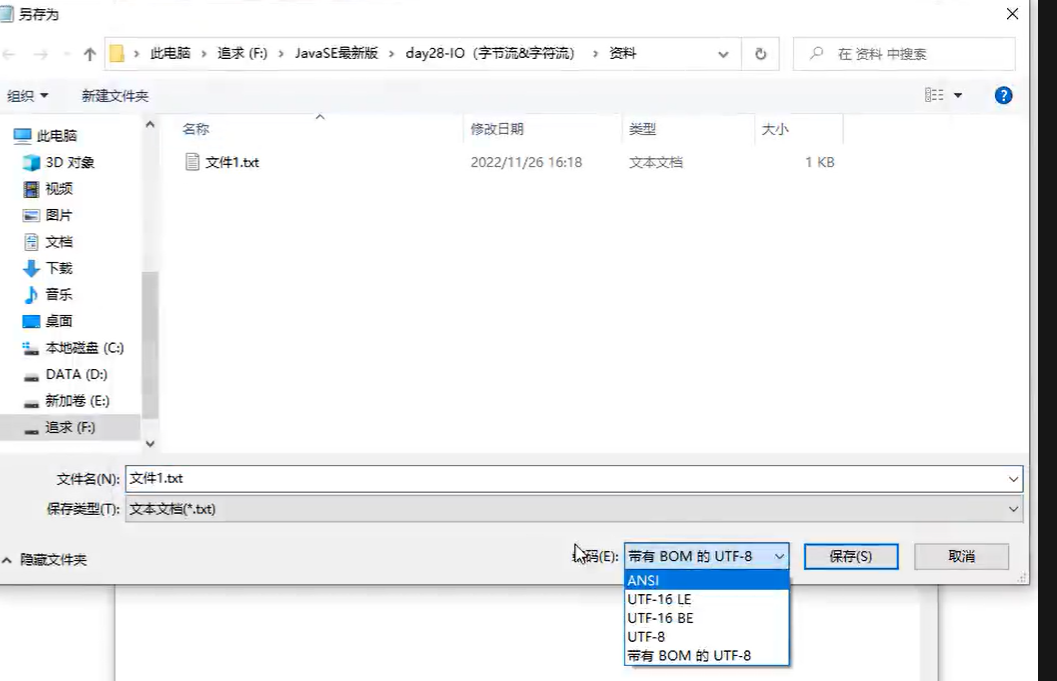 另存为
此电脑 › 追求 (F:) › JavaSE最新版 › day28-IO（字节流&字符流） › 资料
在 资料 中搜索
组织
新建文件夹
名称 修改日期 类型 大小
文件1.txt 2022/11/26 16:18 文本文档 1 KB
此电脑
3D 对象
视频
图片
文档
下载
音乐
桌面
本地磁盘 (C:)
DATA (D:)
新加卷 (E:)
追求 (F:)
文件名(N): 文件1.txt
保存类型(T): 文本文档(*.txt)
隐藏文件夹
码(E): 带有 BOM 的 UTF-8
保存(S)
取消
ANSI
UTF-16 LE
UTF-16 BE
UTF-8
带有 BOM 的 UTF-8